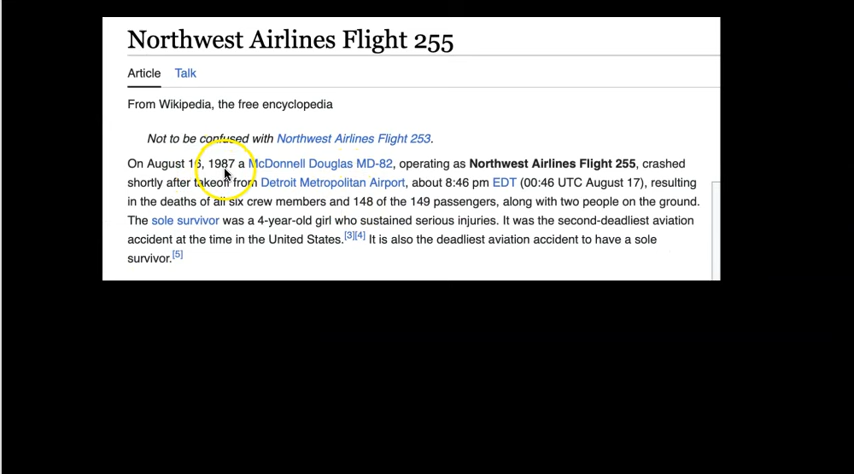 Northwest Airlines Flight 255
Article Talk
From Wikipedia, the free encyclopedia
Not to be confused with Northwest Airlines Flight 253.
On August 16, 1987 a McDonnell Douglas MD-82, operating as Northwest Airlines Flight 255, crashed
shortly after takeoff from Detroit Metropolitan Airport, about 8:46 pm EDT (00:46 UTC August 17), resulting
in the deaths of all six crew members and 148 of the 149 passengers, along with two people on the ground.
The sole survivor was a 4-year-old girl who sustained serious injuries. It was the second-deadliest aviation
accident at the time in the United States.[3][4] It is also the deadliest aviation accident to have a sole
survivor.[5]